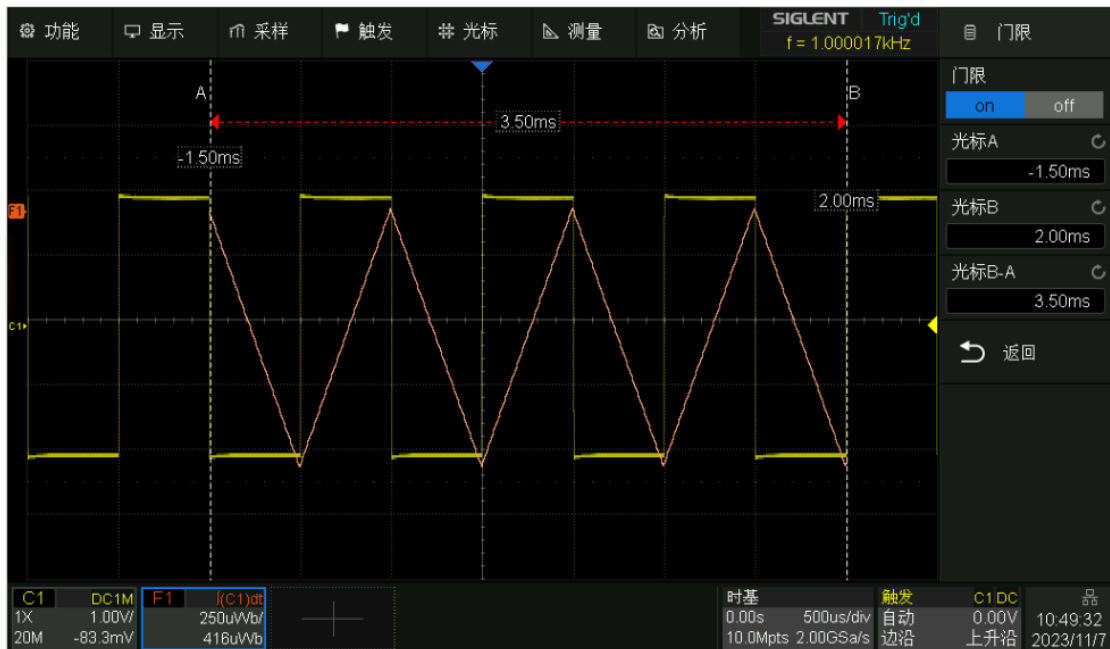 功能 显示 采样 触发 光标 测量 分析 SIGLENT Trig'd
f = 1.000017kHz
门限
门限
on off
光标A
-1.50ms
光标B
2.00ms
光标B-A
3.50ms
返回
A B
3.50ms
-1.50ms
2.00ms
F1
C1
C1 DC1M
1X 1.00V/
20M -83.3mV
F1 ∫(C1)dt
250uWb/
416uWb
时基
0.00s 500us/div
10.0Mpts 2.00GSa/s
触发 C1 DC
自动 0.00V
边沿 上升沿
10:49:32
2023/11/7